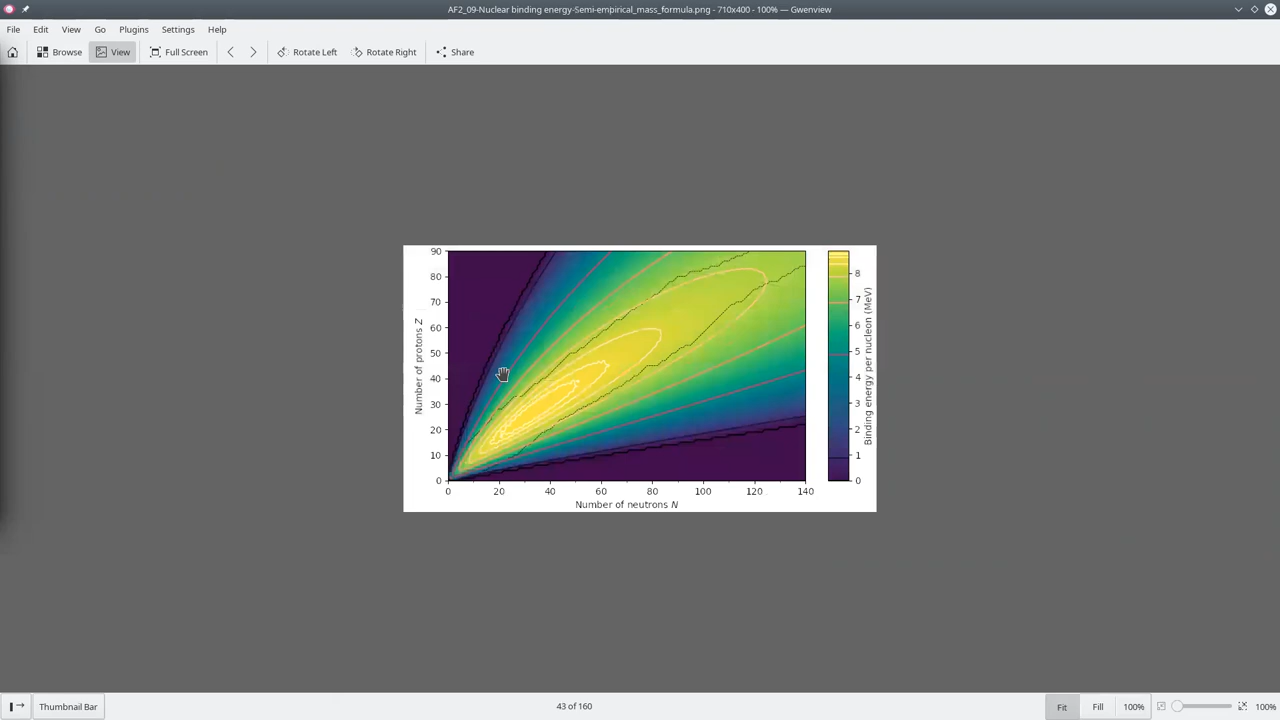 AF2_09-Nuclear binding energy-Semi-empirical_mass_formula.png - 710x400 - 100% — Gwenview
File Edit View Go Plugins Settings Help
Browse View Full Screen Rotate Left Rotate Right Share
90
80
70
60
50
40
30
20
10
0
Number of protons Z
0 20 40 60 80 100 120 140
Number of neutrons N
8
7
6
5
4
3
2
1
0
Binding energy per nucleon (MeV)
Thumbnail Bar 43 of 160 Fit Fill 100% 100%